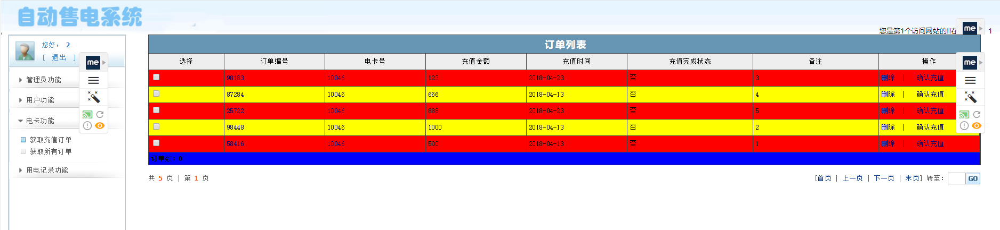 自动售电系统
您是第1个访问网站的!!在 1
您好， 2
[ 退出 ]
me
me
me
管理员功能
用户功能
电卡功能
获取充值订单
获取所有订单
用电记录功能
订单列表
选择 订单编号 电卡号 充值金额 充值时间 充值完成状态 备注 操作
98183 10046 123 2018-04-23 否 3 删除 | 确认充值
87284 10046 666 2018-04-13 否 4 删除 | 确认充值
25722 10046 888 2018-04-23 否 5 删除 | 确认充值
98448 10046 1000 2018-04-13 否 2 删除 | 确认充值
58416 10046 500 2018-04-13 否 1 删除 | 确认充值
订单 : 0
共 5 页 | 第 1 页
[首页 | 上一页 | 下一页 | 末页] 转至: GO